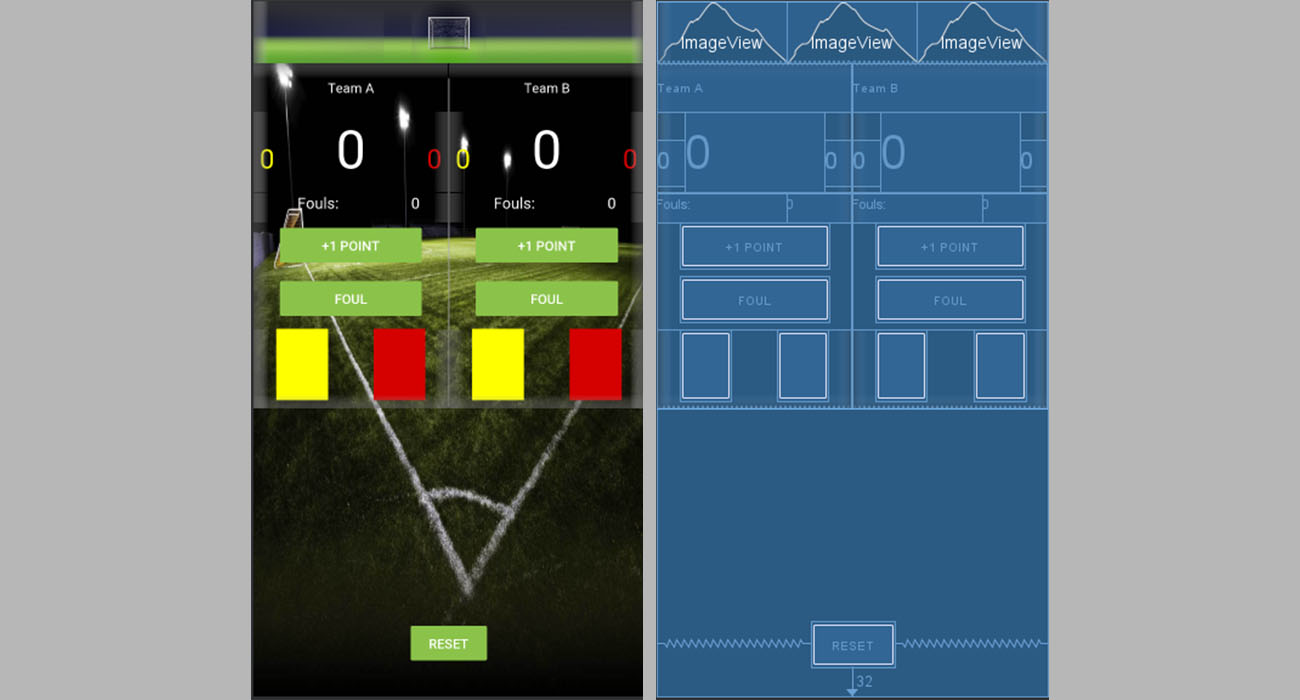 Team A Team B
0 0
0 0 0 0
Fouls: 0 Fouls: 0
+1 POINT +1 POINT
FOUL FOUL
RESET
ImageView ImageView ImageView
Team A Team B
0 0
0 0 0 0
Fouls: 0 Fouls: 0
+1 POINT +1 POINT
FOUL FOUL
RESET
32